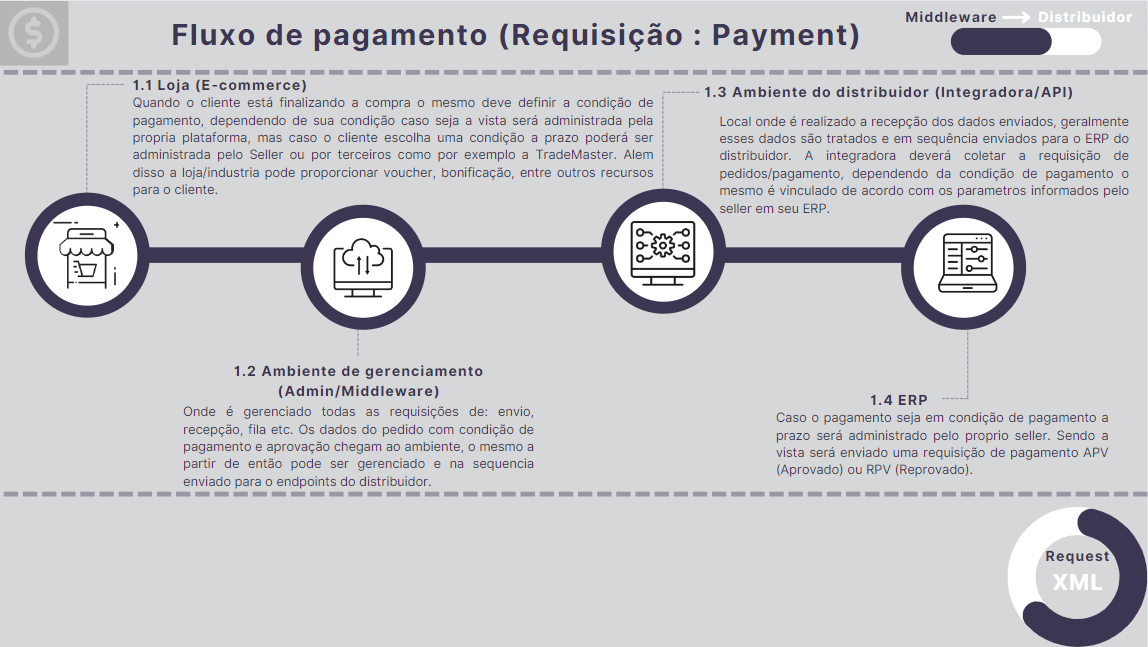 Fluxo de pagamento (Requisição : Payment)
Middleware Distribuidor
1.1 Loja (E-commerce)
Quando o cliente está finalizando a compra o mesmo deve definir a condição de
pagamento, dependendo de sua condição caso seja a vista será administrada pela
propria plataforma, mas caso o cliente escolha uma condição a prazo poderá ser
administrada pelo Seller ou por terceiros como por exemplo a TradeMaster. Alem
disso a loja/industria pode proporcionar voucher, bonificação, entre outros recursos
para o cliente.
1.3 Ambiente do distribuidor (Integradora/API)
Local onde é realizado a recepção dos dados enviados, geralmente
esses dados são tratados e em sequência enviados para o ERP do
distribuidor. A integradora deverá coletar a requisição de
pedidos/pagamento, dependendo da condição de pagamento o
mesmo é vinculado de acordo com os parametros informados pelo
seller em seu ERP.
1.2 Ambiente de gerenciamento
(Admin/Middleware)
Onde é gerenciado todas as requisições de: envio,
recepção, fila etc. Os dados do pedido com condição de
pagamento e aprovação chegam ao ambiente, o mesmo a
partir de então pode ser gerenciado e na sequencia
enviado para o endpoints do distribuidor.
1.4 ERP
Caso o pagamento seja em condição de pagamento a
prazo será administrado pelo proprio seller. Sendo a
vista será enviado uma requisição de pagamento APV
(Aprovado) ou RPV (Reprovado).
Request
XML